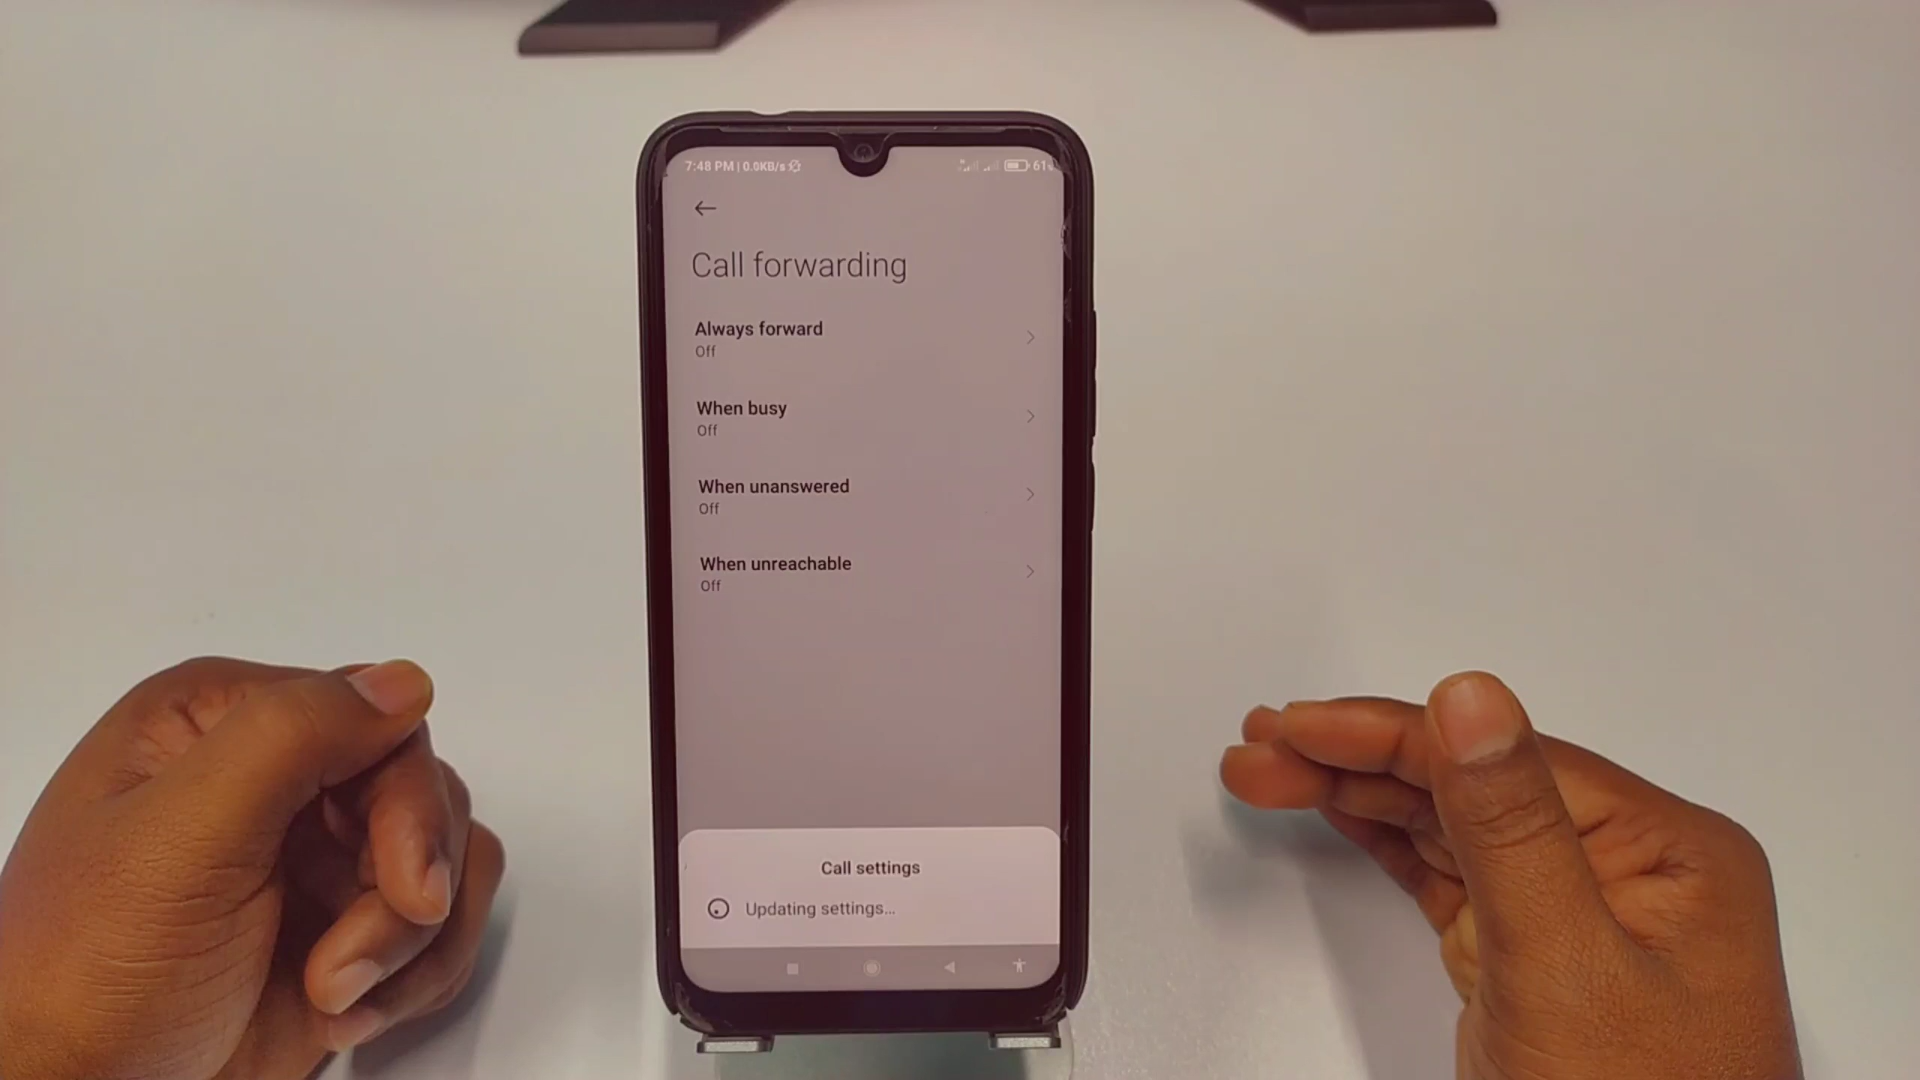 7:48 PM | 0.0KB/s
61
Call forwarding
Always forward
Off
When busy
Off
When unanswered
Off
When unreachable
Off
Call settings
Updating settings...